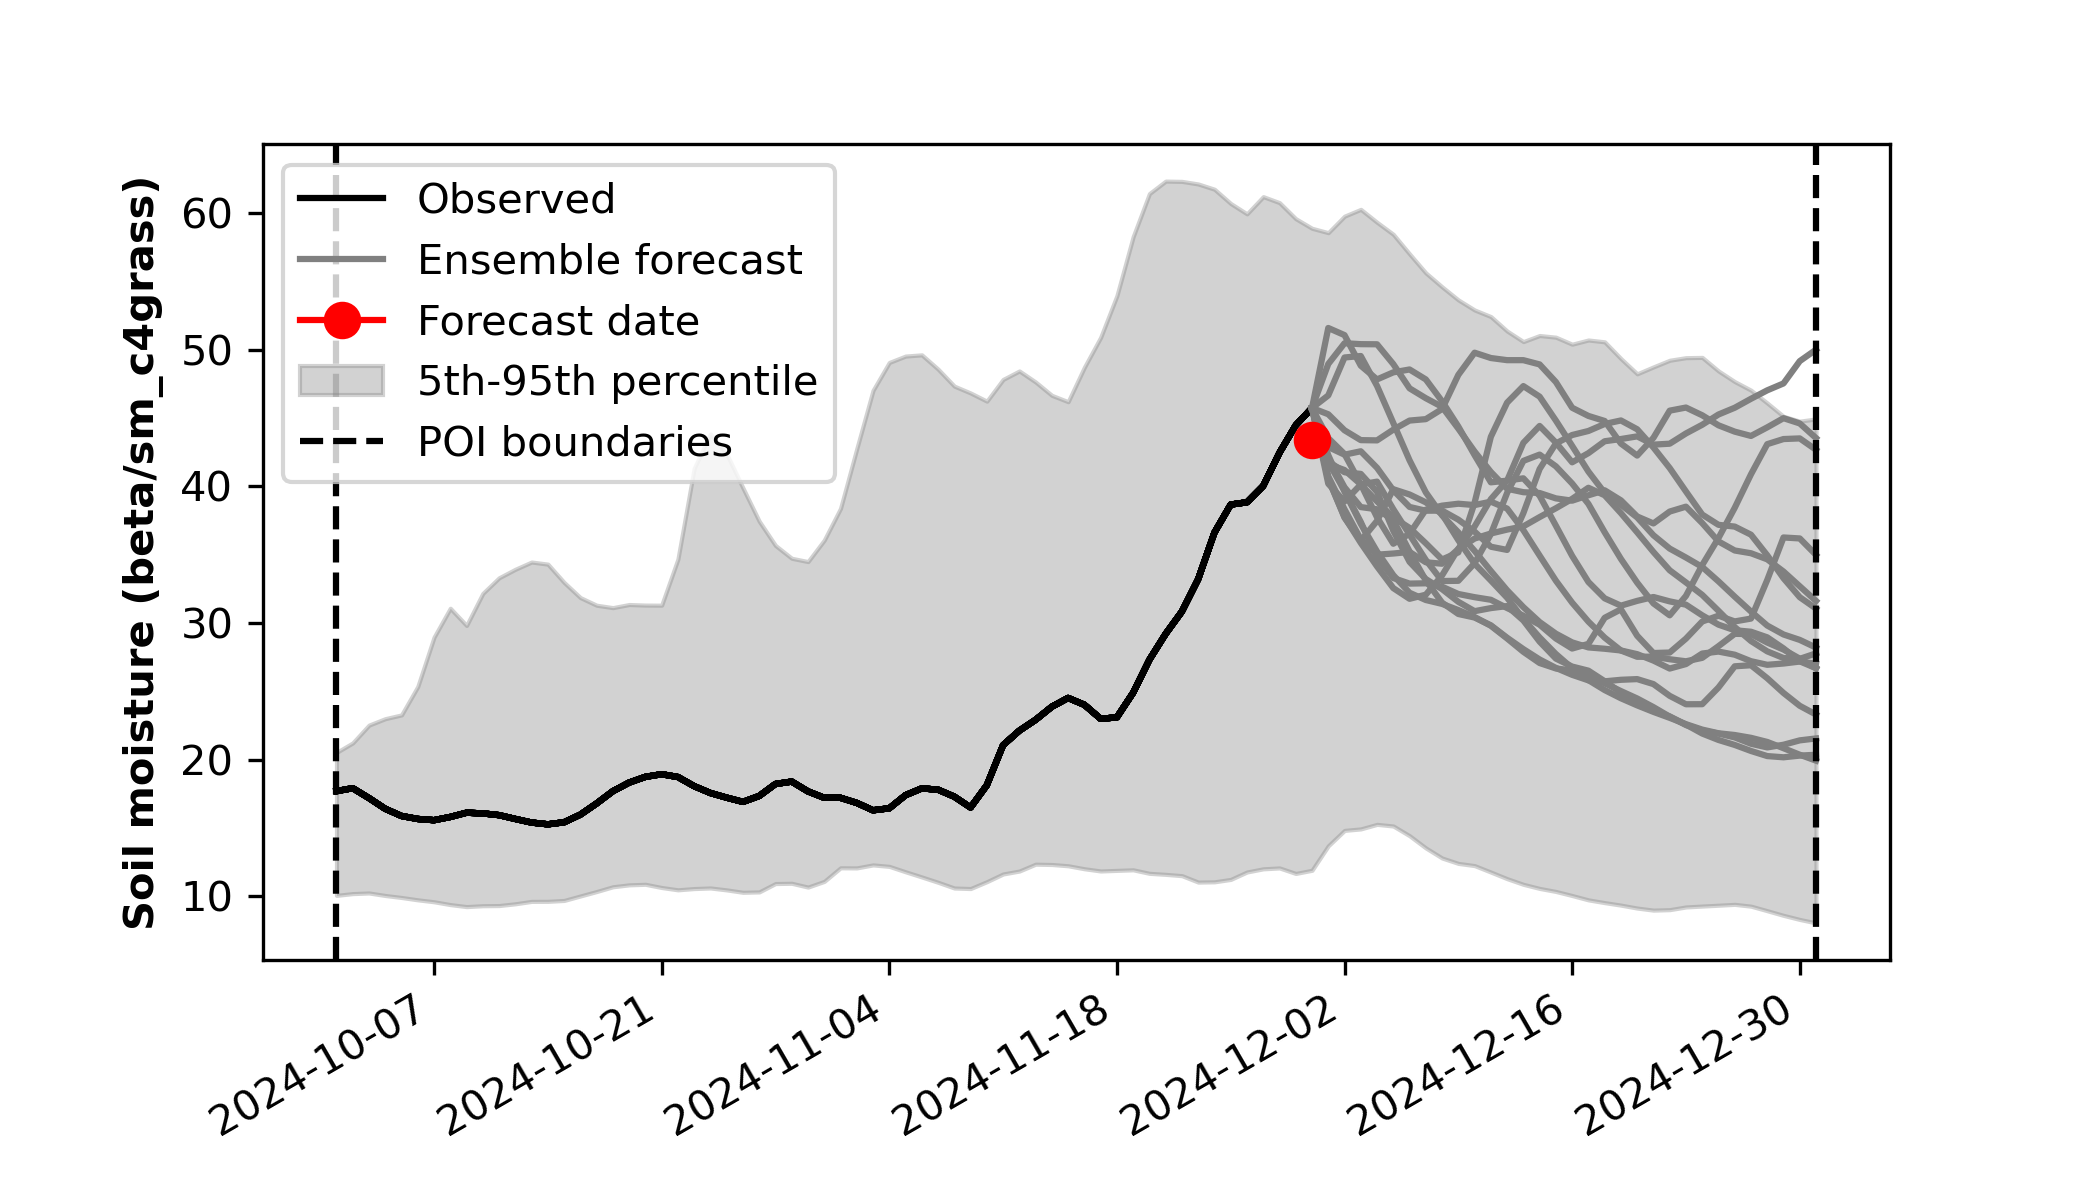 Soil moisture (beta/sm_c4grass)
60
50
40
30
20
10
Observed
Ensemble forecast
Forecast date
5th-95th percentile
POI boundaries
2024-10-07
2024-10-21
2024-11-04
2024-11-18
2024-12-02
2024-12-16
2024-12-30